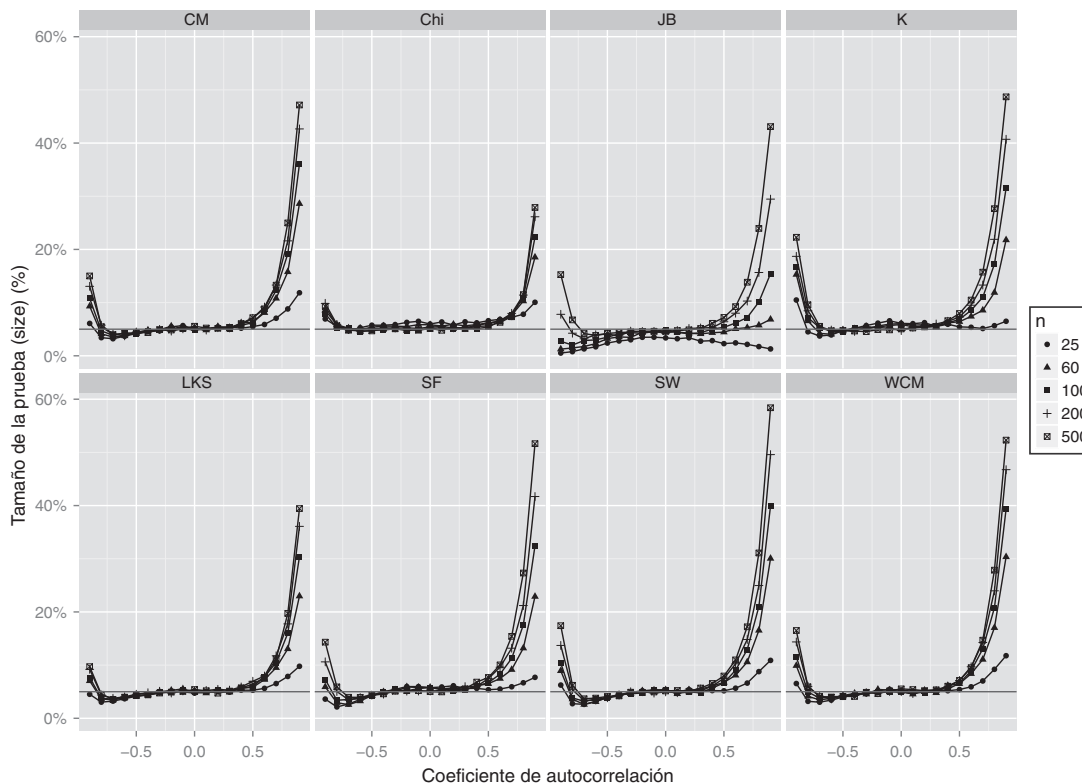 CM Chi JB K
60%
40%
20%
0%
LKS SF SW WCM
60%
40%
20%
0%
−0.5 0.0 0.5 −0.5 0.0 0.5 −0.5 0.0 0.5 −0.5 0.0 0.5
Tamaño de la prueba (size) (%)
Coeficiente de autocorrelación
n
25
60
100
200
500